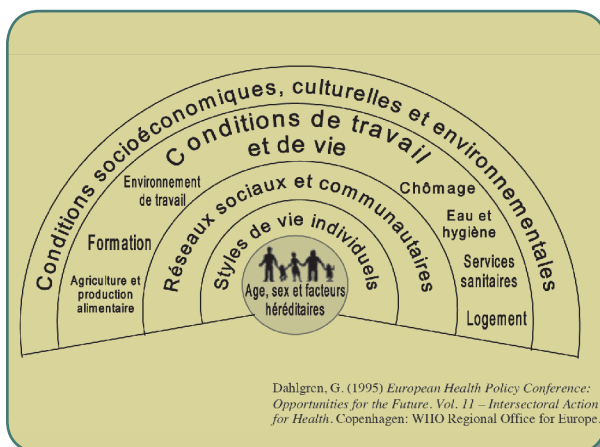 Conditions socioéconomiques, culturelles et environnementales
Conditions de travail
et de vie
Environnement
de travail
Formation
Agriculture et
production
alimentaire
Chômage
Eau et
hygiène
Services
sanitaires
Logement
Réseaux sociaux et communautaires
Styles de vie individuels
Age, sex et facteurs
héréditaires
Dahlgren, G. (1995) European Health Policy Conference:
Opportunities for the Future. Vol. 11 – Intersectoral Action
for Health. Copenhagen: WHO Regional Office for Europe.